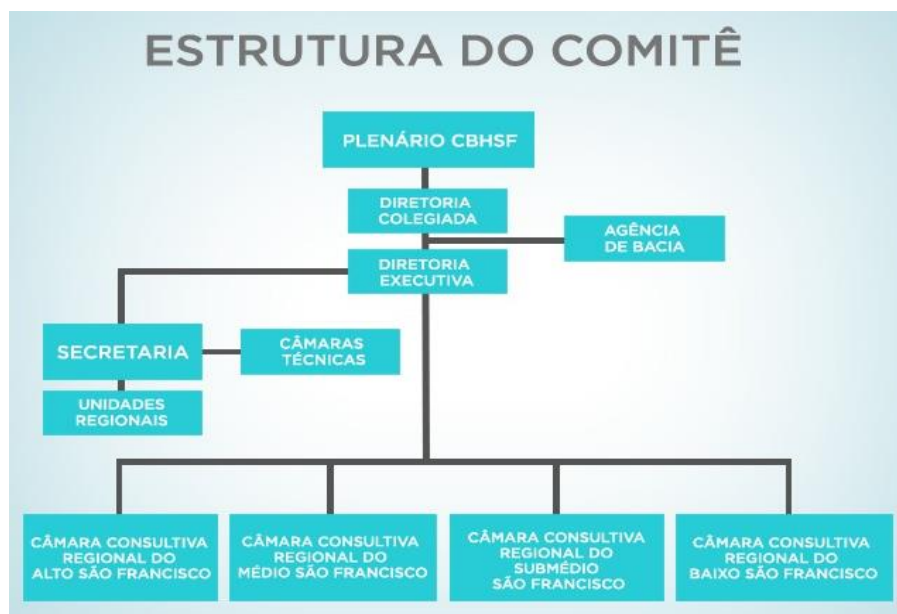 ESTRUTURA DO COMITÊ
PLENÁRIO CBHSF
DIRETORIA
COLEGIADA
AGÊNCIA
DE BACIA
DIRETORIA
EXECUTIVA
SECRETARIA
CÂMARAS
TÉCNICAS
UNIDADES
REGIONAIS
CÂMARA CONSULTIVA
REGIONAL DO
ALTO SÃO FRANCISCO
CÂMARA CONSULTIVA
REGIONAL DO
MÉDIO SÃO FRANCISCO
CÂMARA CONSULTIVA
REGIONAL DO
SUBMÉDIO
SÃO FRANCISCO
CÂMARA CONSULTIVA
REGIONAL DO
BAIXO SÃO FRANCISCO